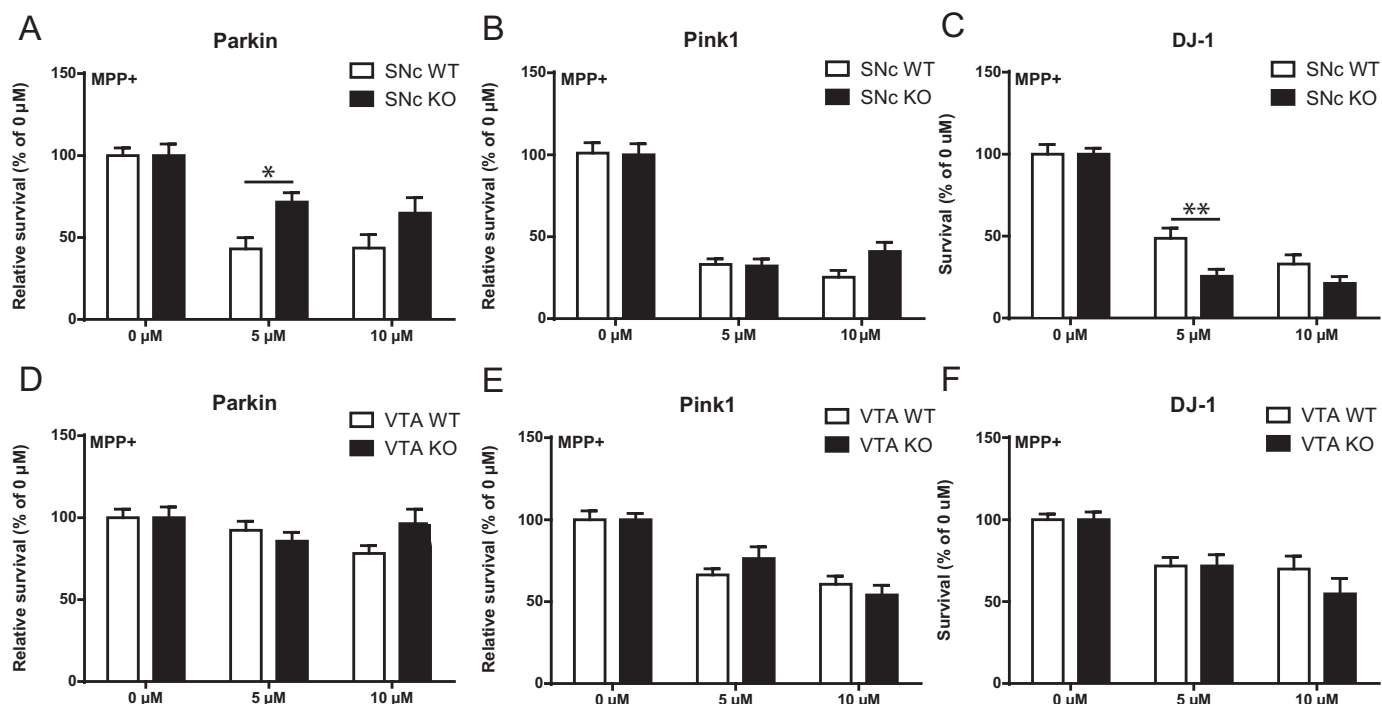 A
Parkin
MPP+
SNc WT
SNc KO
Relative survival (% of 0 µM)
150
100
50
0
*
0 µM
5 µM
10 µM
B
Pink1
MPP+
SNc WT
SNc KO
Relative survival (% of 0 µM)
150
100
50
0
0 µM
5 µM
10 µM
C
DJ-1
MPP+
SNc WT
SNc KO
Survival (% of 0 uM)
150
100
50
0
**
0 µM
5 µM
10 µM
D
Parkin
MPP+
VTA WT
VTA KO
Relative survival (% of 0 µM)
150
100
50
0
0 µM
5 µM
10 µM
E
Pink1
MPP+
VTA WT
VTA KO
Relative survival (% of 0 µM)
150
100
50
0
0 µM
5 µM
10 µM
F
DJ-1
MPP+
VTA WT
VTA KO
Survival (% of 0 uM)
150
100
50
0
0 µM
5 µM
10 µM